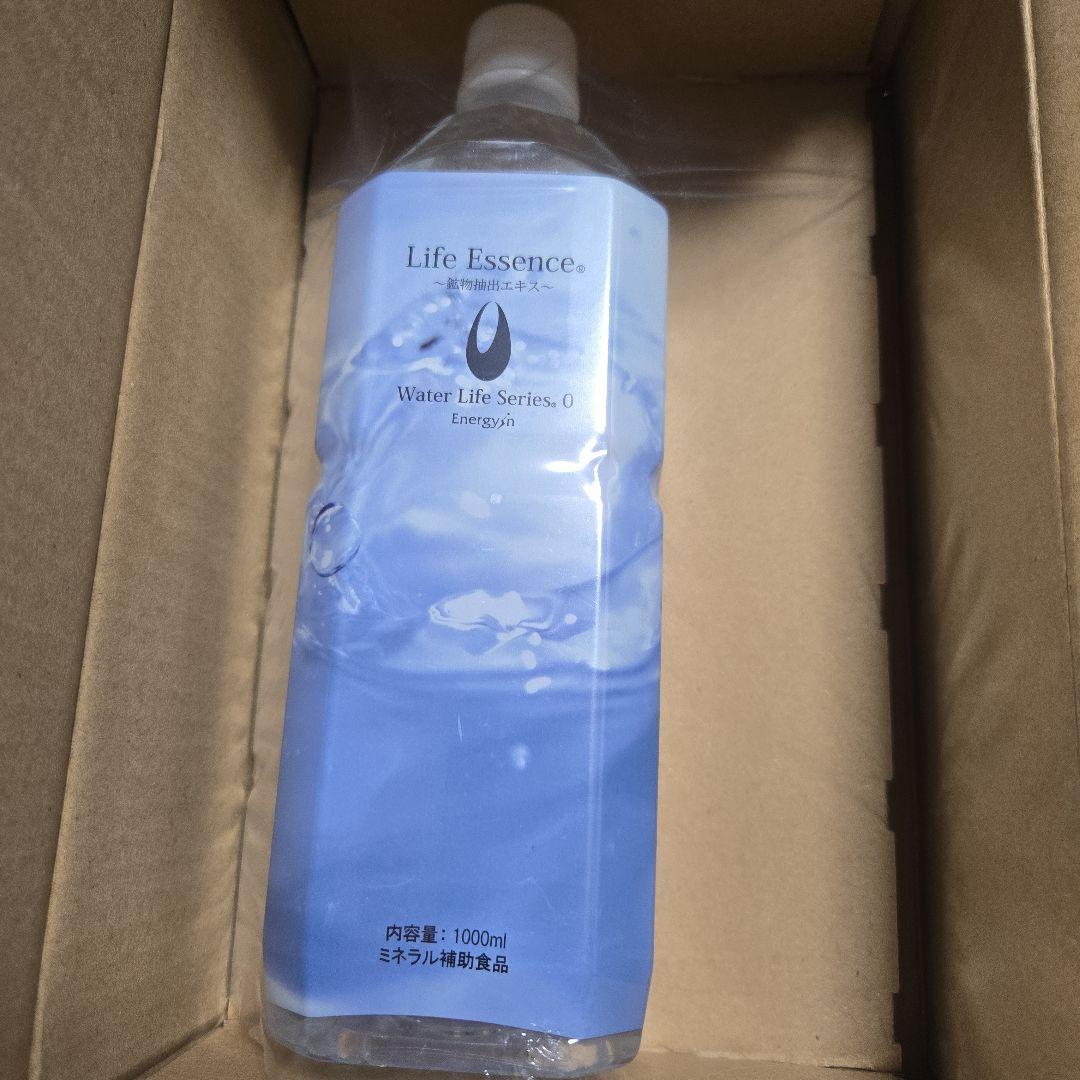 Life Essence®
～鉱物抽出エキス～
Water Life Series® 0
Energyin
内容量：1000ml
ミネラル補助食品